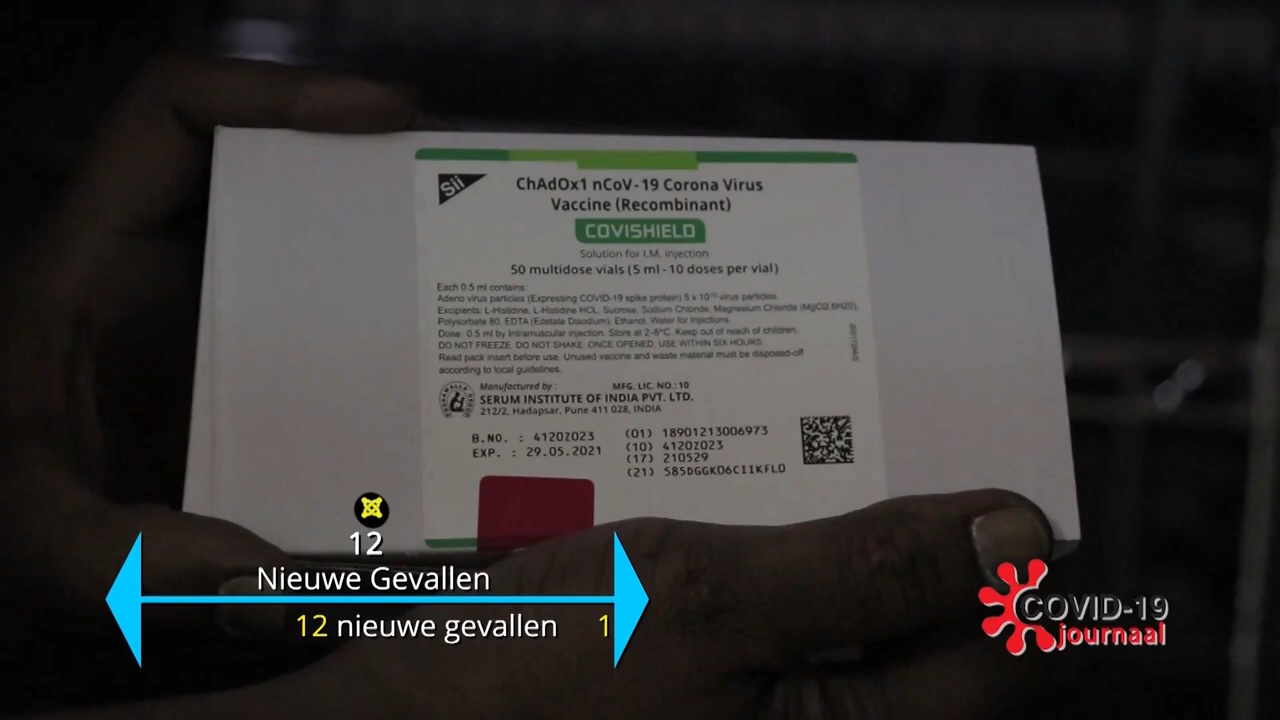 Sii
ChAdOx1 nCoV-19 Corona Virus
Vaccine (Recombinant)
COVISHIELD
Solution for I.M. injection
50 multidose vials (5 ml - 10 doses per vial)
Each 0.5 ml contains:
Adeno virus particles (Expressing COVID-19 spike protein) 5 x 10¹⁰ virus particles.
Excipients: L-Histidine, L-Histidine HCL, Sucrose, Sodium Chloride, Magnesium Chloride (MgCl2.6H20),
Polysorbate 80, EDTA (Edetate Disodium), Ethanol, Water for Injections.
Dose: 0.5 ml by Intramuscular injection. Store at 2-8°C. Keep out of reach of children.
DO NOT FREEZE. DO NOT SHAKE. ONCE OPENED, USE WITHIN SIX HOURS.
Read pack insert before use. Unused vaccine and waste material must be disposed-off
according to local guidelines.
Manufactured by : MFG. LIC. NO.: 10
SERUM INSTITUTE OF INDIA PVT. LTD.
212/2, Hadapsar, Pune 411 028, INDIA
B.NO. : 4120Z023
EXP. : 29.05.2021
(01) 18901213006973
(10) 4120Z023
(17) 210529
(21) 585DGGKO6C1IKFLO
12
Nieuwe Gevallen
12 nieuwe gevallen 1
COVID-19
journaal